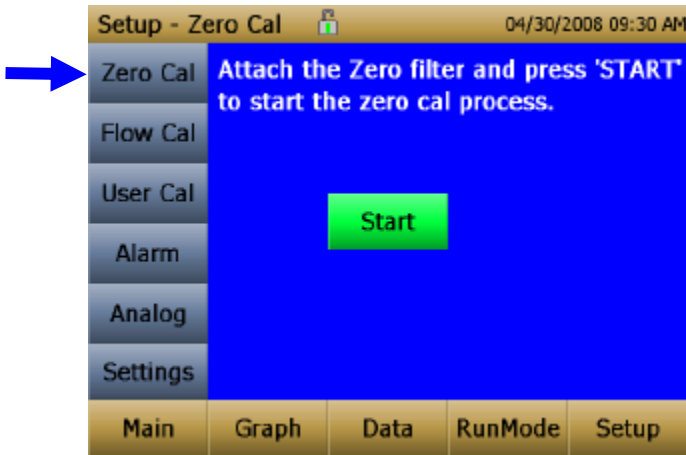 Setup - Zero Cal 04/30/2008 09:30 AM
Zero Cal
Flow Cal
User Cal
Alarm
Analog
Settings
Attach the Zero filter and press 'START'
to start the zero cal process.
Start
Main Graph Data RunMode Setup